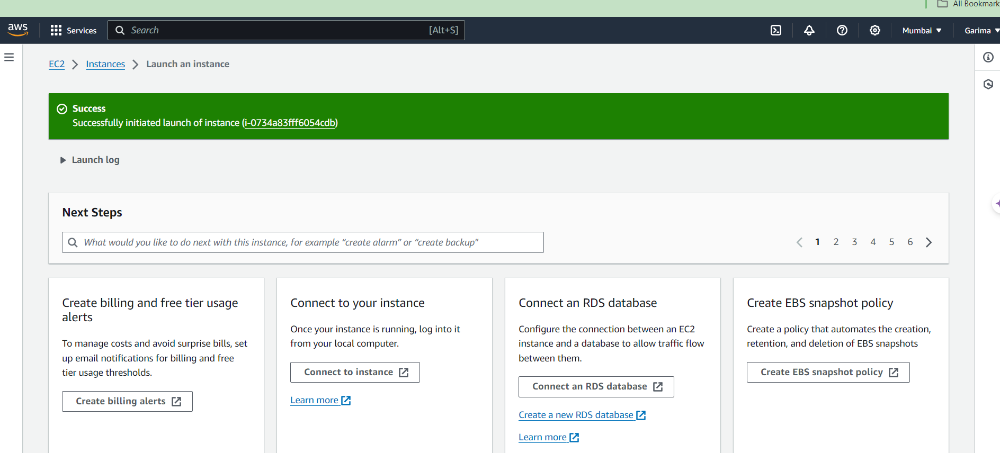 All Bookmark
aws
Services
Search
[Alt+S]
Mumbai
Garima
EC2
Instances
Launch an instance
Success
Successfully initiated launch of instance (i-0734a83fff6054cdb)
Launch log
Next Steps
What would you like to do next with this instance, for example “create alarm” or “create backup"
1 2 3 4 5 6
Create billing and free tier usage
alerts
To manage costs and avoid surprise bills, set
up email notifications for billing and free
tier usage thresholds.
Create billing alerts
Connect to your instance
Once your instance is running, log into it
from your local computer.
Connect to instance
Learn more
Connect an RDS database
Configure the connection between an EC2
instance and a database to allow traffic flow
between them.
Connect an RDS database
Create a new RDS database
Learn more
Create EBS snapshot policy
Create a policy that automates the creation,
retention, and deletion of EBS snapshots
Create EBS snapshot policy